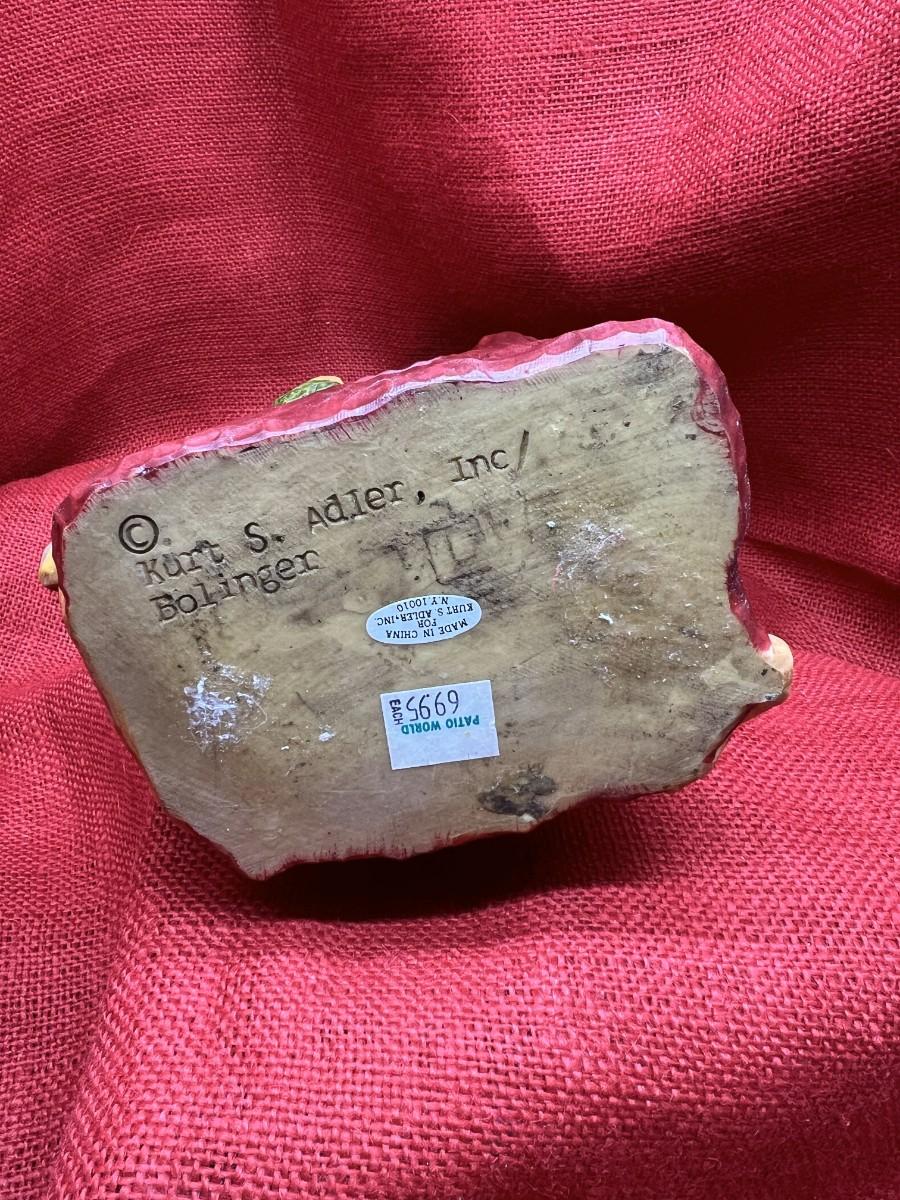 ©
Kurt S. Adler, Inc/
Bolinger
L
MADE IN CHINA
FOR
KURT S. ADLER, INC.
N.Y. 10010
PATIO WORLD
6995
EACH